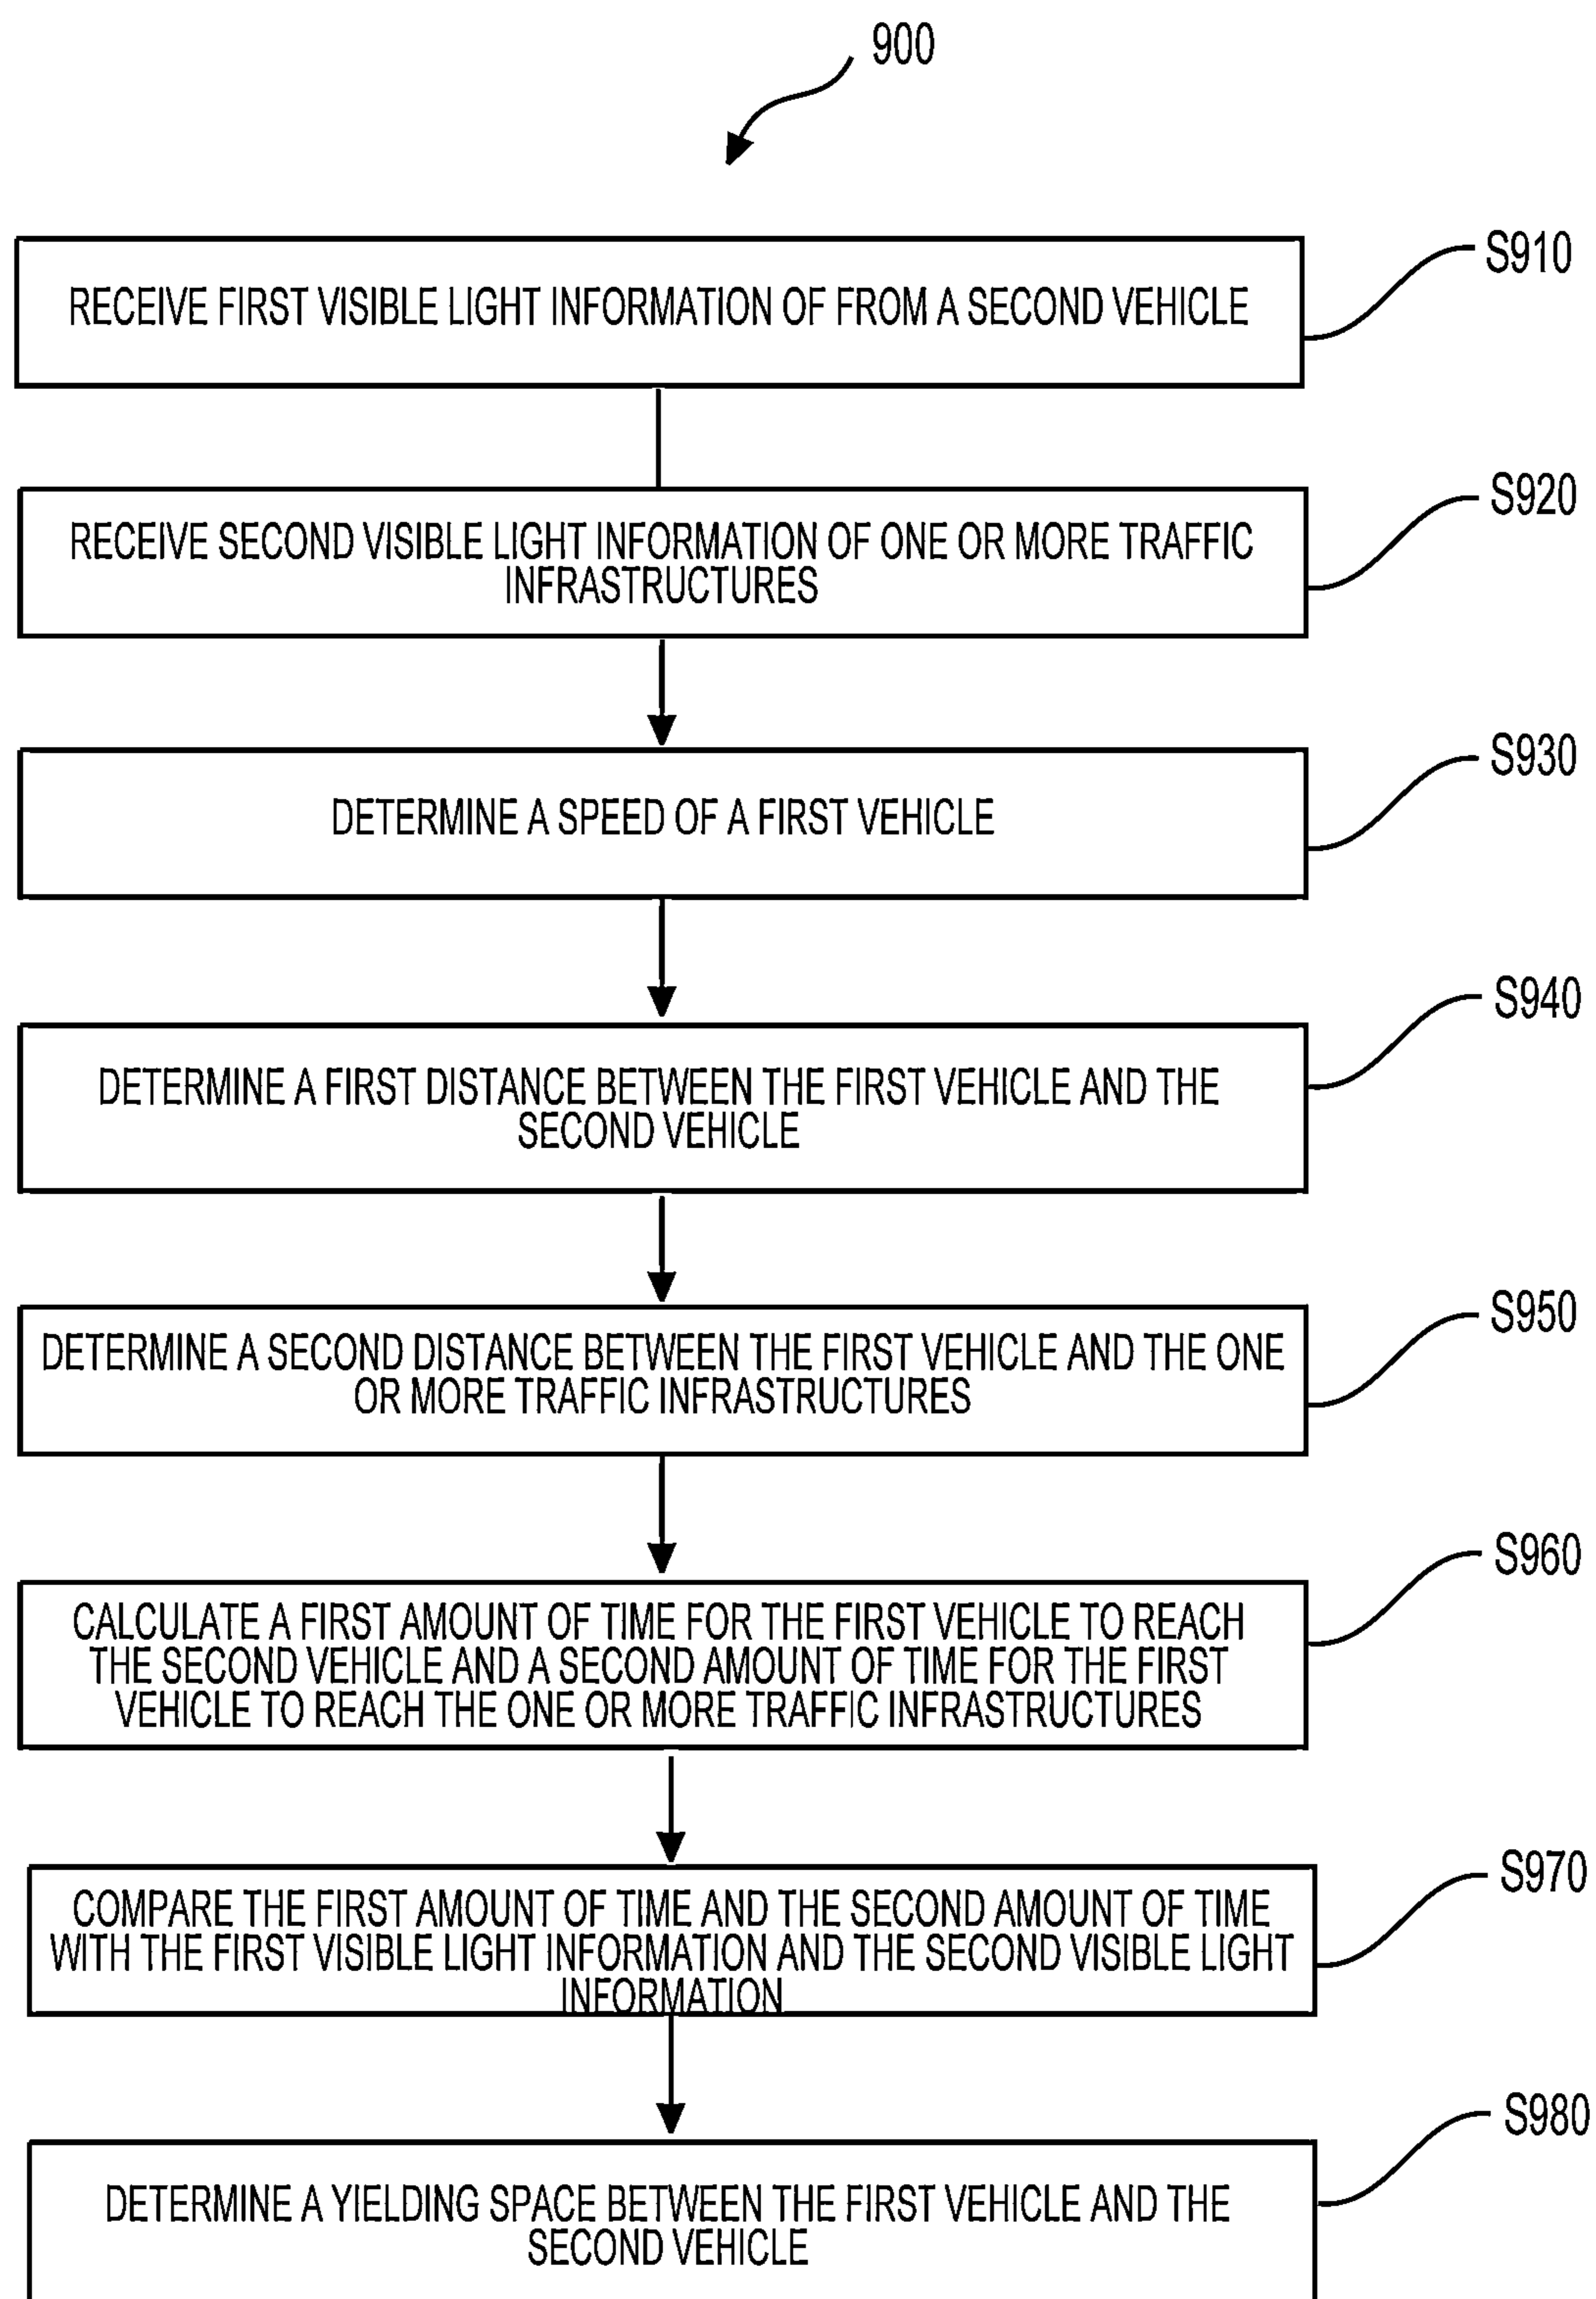 900
S910
RECEIVE FIRST VISIBLE LIGHT INFORMATION OF FROM A SECOND VEHICLE
S920
RECEIVE SECOND VISIBLE LIGHT INFORMATION OF ONE OR MORE TRAFFIC
INFRASTRUCTURES
S930
DETERMINE A SPEED OF A FIRST VEHICLE
S940
DETERMINE A FIRST DISTANCE BETWEEN THE FIRST VEHICLE AND THE
SECOND VEHICLE
S950
DETERMINE A SECOND DISTANCE BETWEEN THE FIRST VEHICLE AND THE ONE
OR MORE TRAFFIC INFRASTRUCTURES
S960
CALCULATE A FIRST AMOUNT OF TIME FOR THE FIRST VEHICLE TO REACH
THE SECOND VEHICLE AND A SECOND AMOUNT OF TIME FOR THE FIRST
VEHICLE TO REACH THE ONE OR MORE TRAFFIC INFRASTRUCTURES
S970
COMPARE THE FIRST AMOUNT OF TIME AND THE SECOND AMOUNT OF TIME
WITH THE FIRST VISIBLE LIGHT INFORMATION AND THE SECOND VISIBLE LIGHT
INFORMATION
S980
DETERMINE A YIELDING SPACE BETWEEN THE FIRST VEHICLE AND THE
SECOND VEHICLE